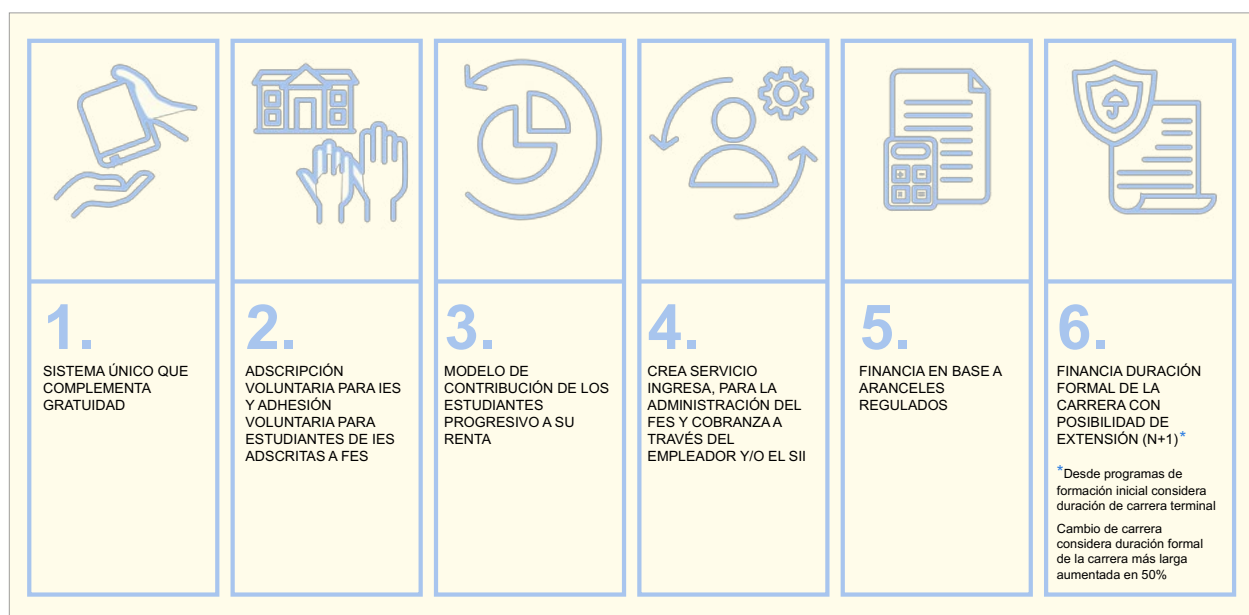 1.
SISTEMA ÚNICO QUE
COMPLEMENTA
GRATUIDAD
2.
ADSCRIPCIÓN
VOLUNTARIA PARA IES
Y ADHESIÓN
VOLUNTARIA PARA
ESTUDIANTES DE IES
ADSCRITAS A FES
3.
MODELO DE
CONTRIBUCIÓN DE LOS
ESTUDIANTES
PROGRESIVO A SU
RENTA
4.
CREA SERVICIO
INGRESA, PARA LA
ADMINISTRACIÓN DEL
FES Y COBRANZA A
TRAVÉS DEL
EMPLEADOR Y/O EL SII
5.
FINANCIA EN BASE A
ARANCELES
REGULADOS
6.
FINANCIA DURACIÓN
FORMAL DE LA
CARRERA CON
POSIBILIDAD DE
EXTENSIÓN (N+1)*
*Desde programas de
formación inicial considera
duración de carrera terminal
Cambio de carrera
considera duración formal
de la carrera más larga
aumentada en 50%